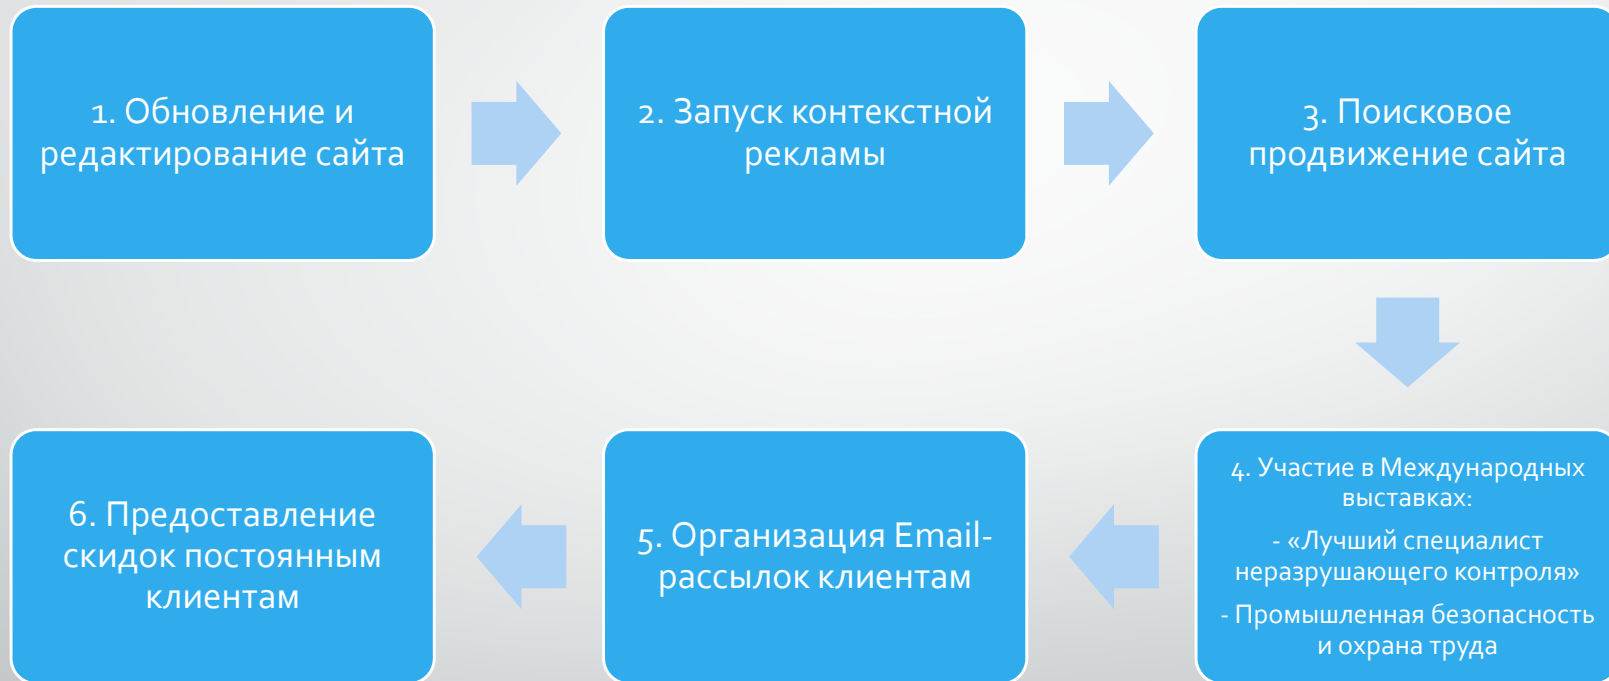 1. Обновление и
редактирование сайта
2. Запуск контекстной
рекламы
3. Поисковое
продвижение сайта
4. Участие в Международных
выставках:
- «Лучший специалист
неразрушающего контроля»
- Промышленная безопасность
и охрана труда
5. Организация Email-
рассылок клиентам
6. Предоставление
скидок постоянным
клиентам